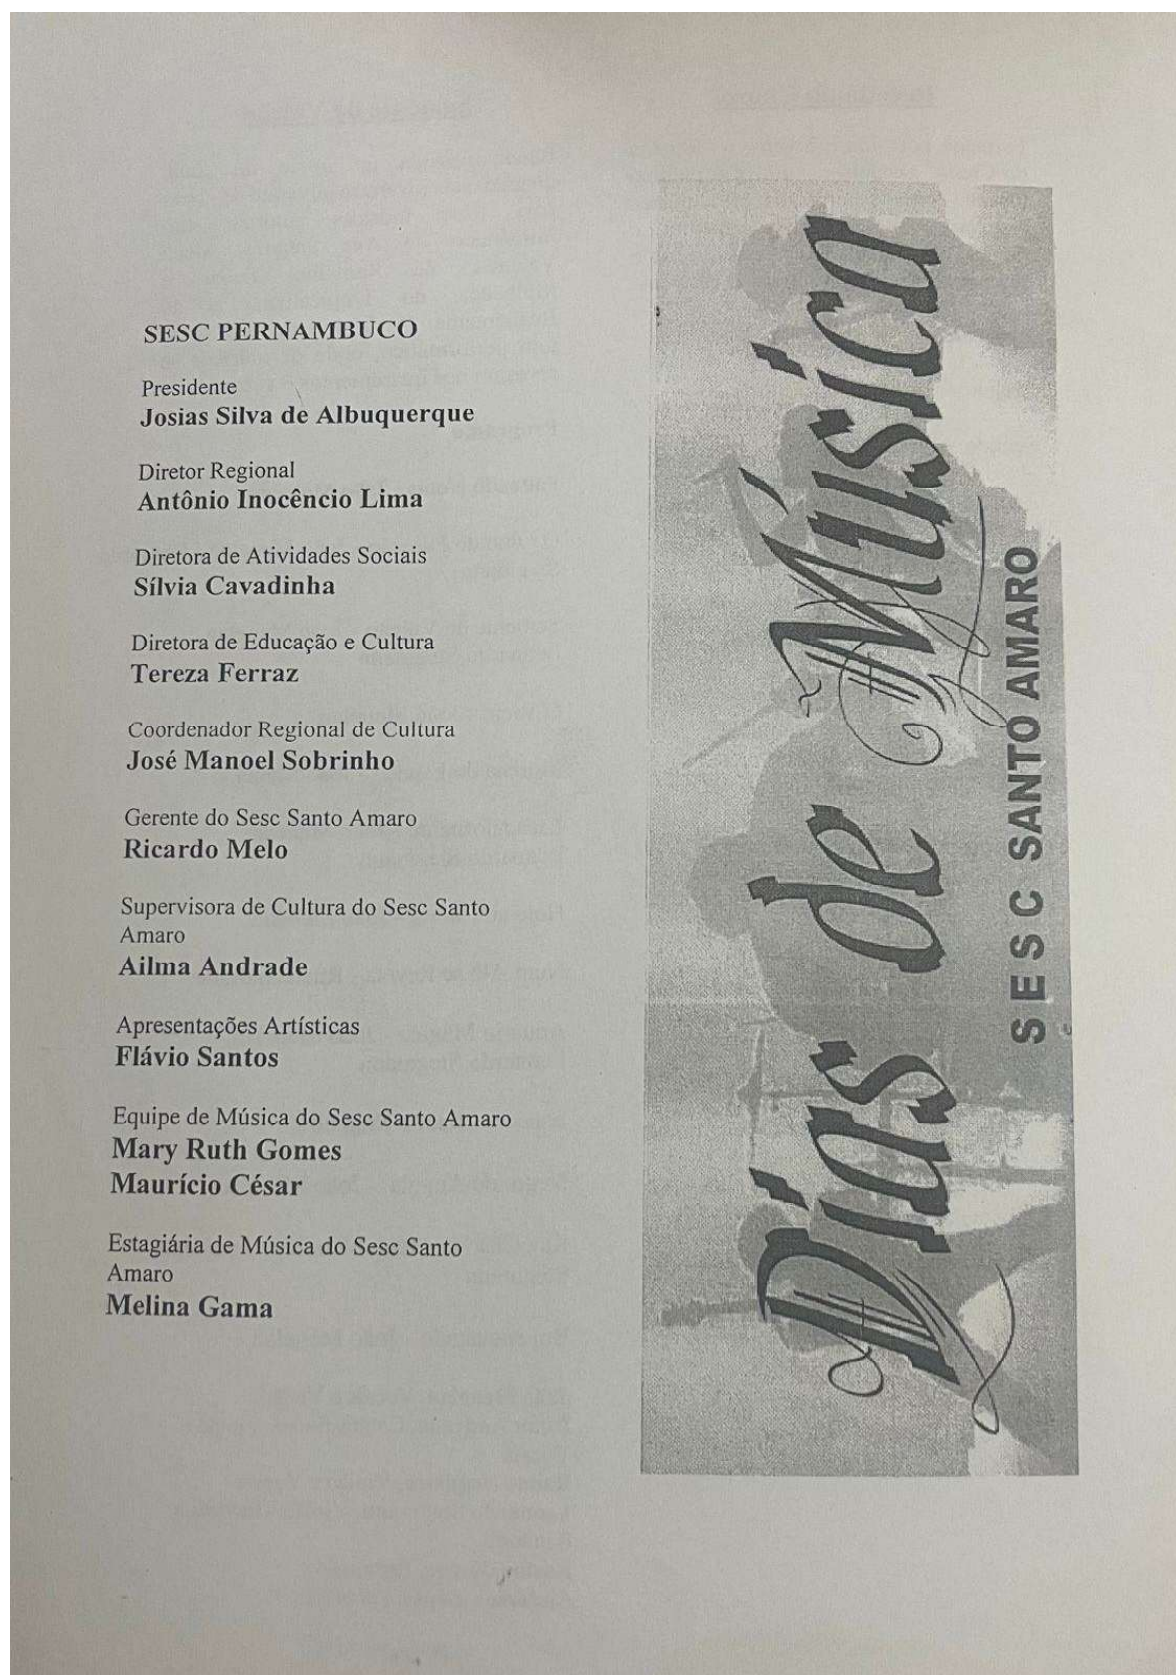 SESC PERNAMBUCO
Presidente
Josias Silva de Albuquerque
Diretor Regional
Antônio Inocêncio Lima
Diretora de Atividades Sociais
Sílvia Cavadinha
Diretora de Educação e Cultura
Tereza Ferraz
Coordenador Regional de Cultura
José Manoel Sobrinho
Gerente do Sesc Santo Amaro
Ricardo Melo
Supervisora de Cultura do Sesc Santo
Amaro
Ailma Andrade
Apresentações Artísticas
Flávio Santos
Equipe de Música do Sesc Santo Amaro
Mary Ruth Gomes
Maurício César
Estagiária de Música do Sesc Santo
Amaro
Melina Gama
Dias de Música
SESC SANTO AMARO